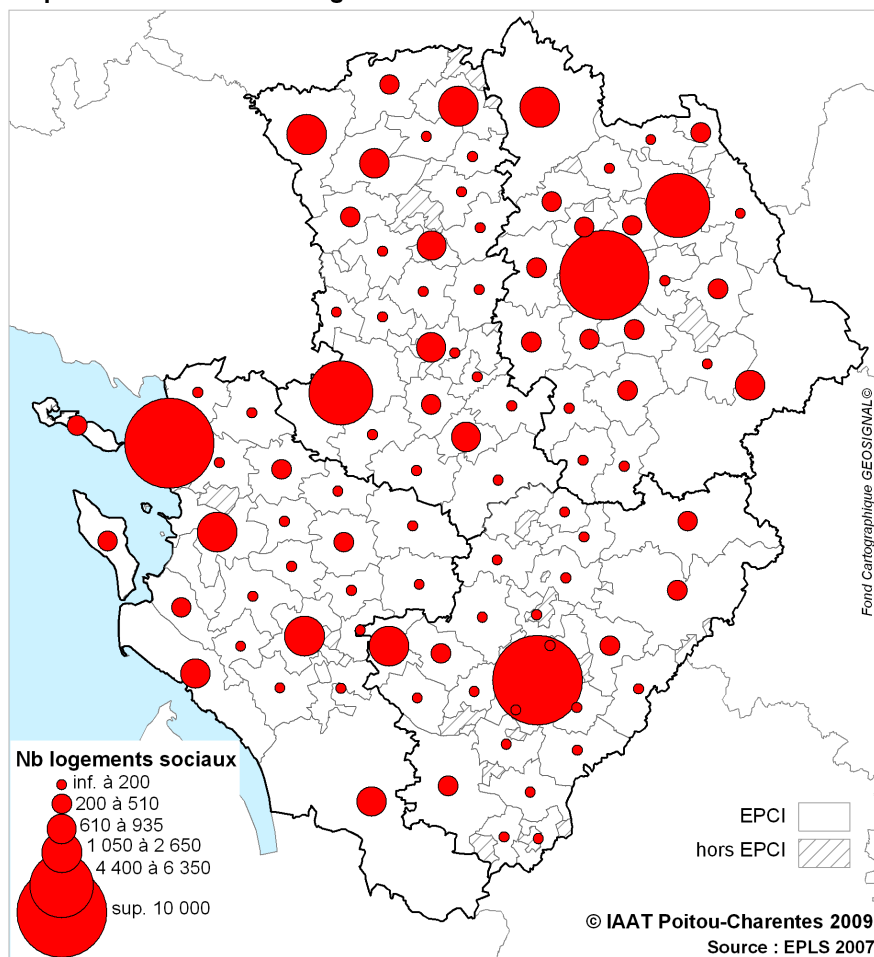 Nb logements sociaux
inf. à 200
200 à 510
610 à 935
1 050 à 2 650
4 400 à 6 350
sup. 10 000
EPCI
hors EPCI
© IAAT Poitou-Charentes 2009
Source : EPLS 2007
Fond Cartographique GEOSIGNAL©